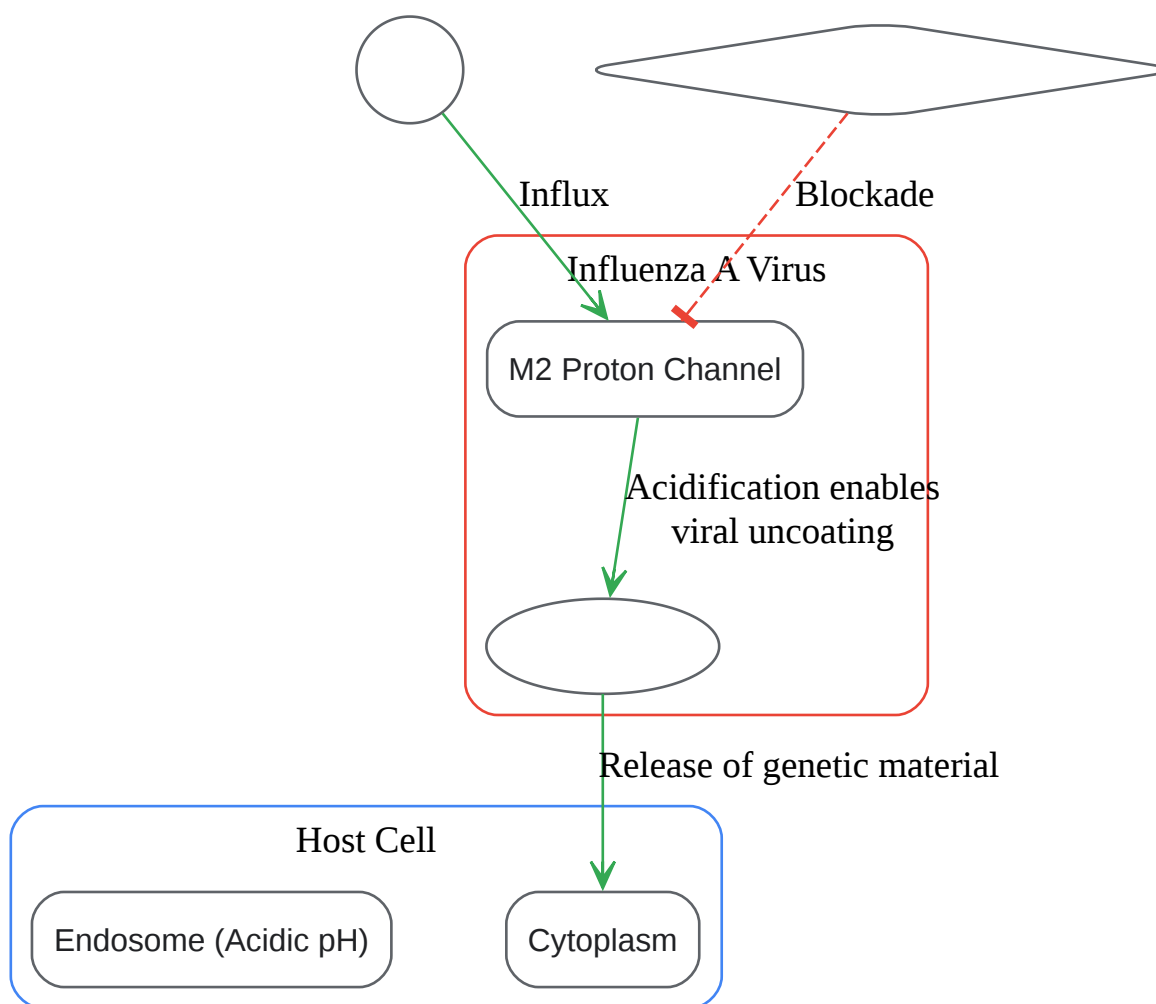 Influx
Blockade
Influenza A Virus
M2 Proton Channel
Acidification enables
viral uncoating
Release of genetic material
Host Cell
Endosome (Acidic pH)
Cytoplasm